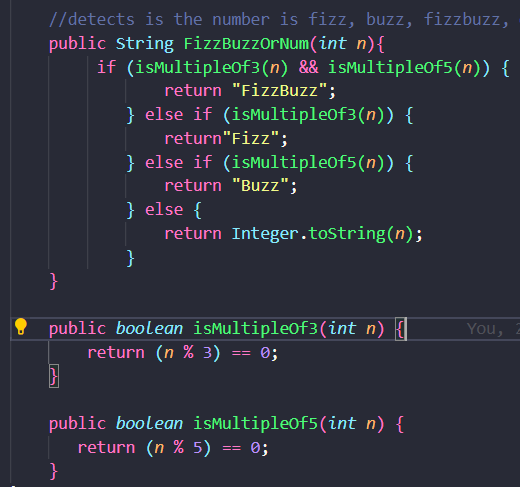 //detects is the number is fizz, buzz, fizzbuzz,
public String FizzBuzzOrNum(int n){
if (isMultipleOf3(n) && isMultipleOf5(n)) {
return "FizzBuzz";
} else if (isMultipleOf3(n)) {
return"Fizz";
} else if (isMultipleOf5(n)) {
return "Buzz";
} else {
return Integer.toString(n);
}
}
public boolean isMultipleOf3(int n) { You, 2
return (n % 3) == 0;
}
public boolean isMultipleOf5(int n) {
return (n % 5) == 0;
}